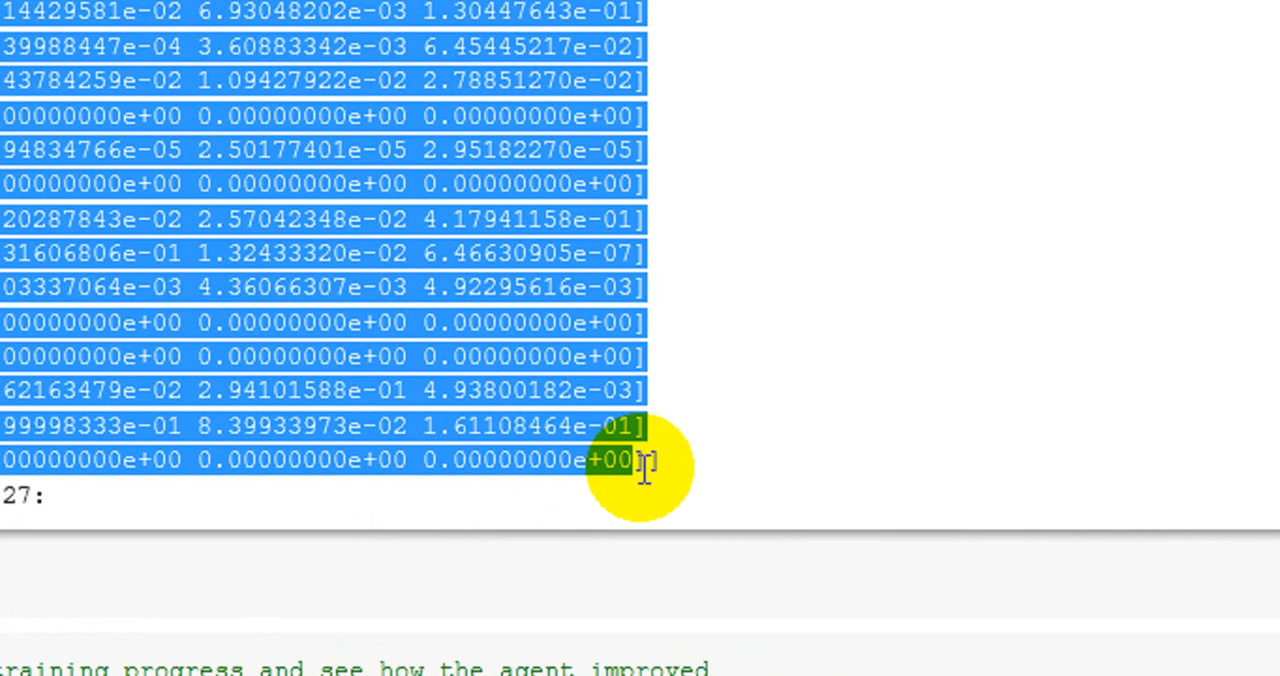 14429581e-02 6.93048202e-03 1.30447643e-01]
39988447e-04 3.60883342e-03 6.45445217e-02]
43784259e-02 1.09427922e-02 2.78851270e-02]
00000000e+00 0.00000000e+00 0.00000000e+00]
94834766e-05 2.50177401e-05 2.95182270e-05]
00000000e+00 0.00000000e+00 0.00000000e+00]
20287843e-02 2.57042348e-02 4.17941158e-01]
31606806e-01 1.32433320e-02 6.46630905e-07]
03337064e-03 4.36066307e-03 4.92295616e-03]
00000000e+00 0.00000000e+00 0.00000000e+00]
00000000e+00 0.00000000e+00 0.00000000e+00]
62163479e-02 2.94101588e-01 4.93800182e-03]
99998333e-01 8.39933973e-02 1.61108464e-01]
00000000e+00 0.00000000e+00 0.00000000e+00]]
27:
training progress and see how the agent improved